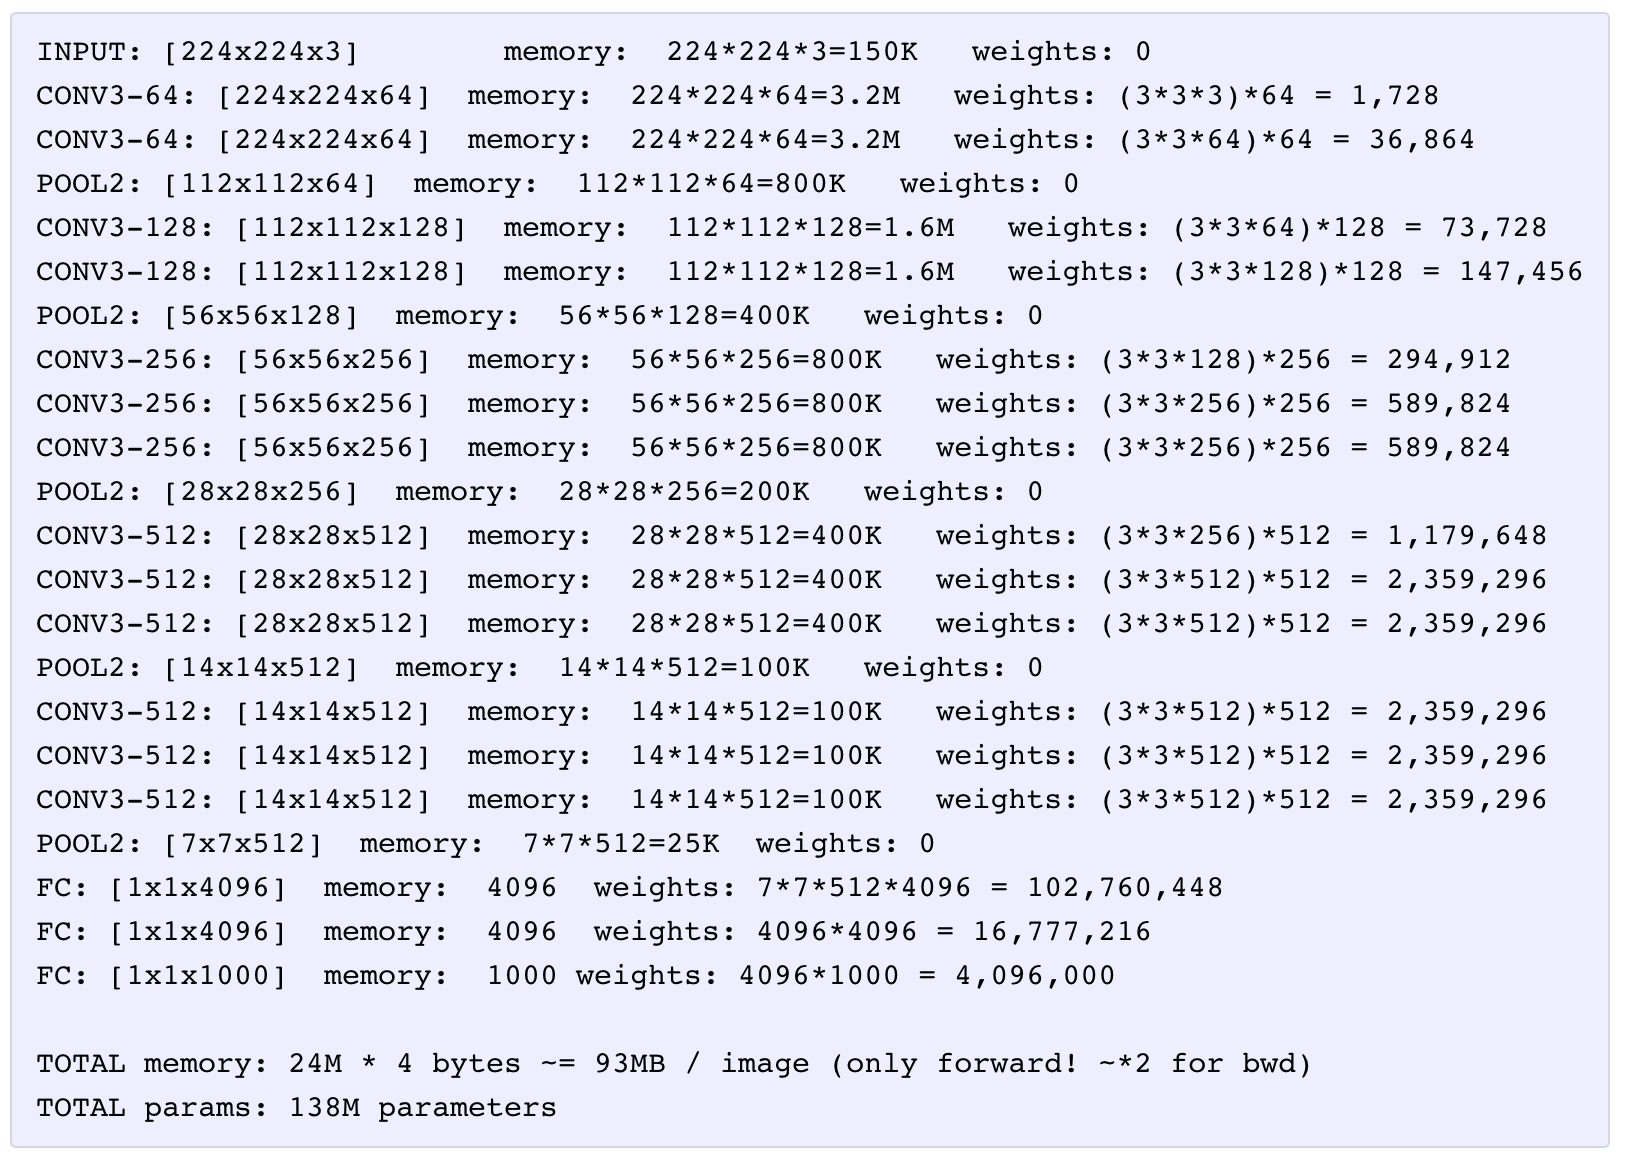 INPUT: [224x224x3]        memory:  224*224*3=150K   weights: 0
CONV3-64: [224x224x64]  memory:  224*224*64=3.2M   weights: (3*3*3)*64 = 1,728
CONV3-64: [224x224x64]  memory:  224*224*64=3.2M   weights: (3*3*64)*64 = 36,864
POOL2: [112x112x64]  memory:  112*112*64=800K   weights: 0
CONV3-128: [112x112x128]  memory:  112*112*128=1.6M   weights: (3*3*64)*128 = 73,728
CONV3-128: [112x112x128]  memory:  112*112*128=1.6M   weights: (3*3*128)*128 = 147,456
POOL2: [56x56x128]  memory:  56*56*128=400K   weights: 0
CONV3-256: [56x56x256]  memory:  56*56*256=800K   weights: (3*3*128)*256 = 294,912
CONV3-256: [56x56x256]  memory:  56*56*256=800K   weights: (3*3*256)*256 = 589,824
CONV3-256: [56x56x256]  memory:  56*56*256=800K   weights: (3*3*256)*256 = 589,824
POOL2: [28x28x256]  memory:  28*28*256=200K   weights: 0
CONV3-512: [28x28x512]  memory:  28*28*512=400K   weights: (3*3*256)*512 = 1,179,648
CONV3-512: [28x28x512]  memory:  28*28*512=400K   weights: (3*3*512)*512 = 2,359,296
CONV3-512: [28x28x512]  memory:  28*28*512=400K   weights: (3*3*512)*512 = 2,359,296
POOL2: [14x14x512]  memory:  14*14*512=100K   weights: 0
CONV3-512: [14x14x512]  memory:  14*14*512=100K   weights: (3*3*512)*512 = 2,359,296
CONV3-512: [14x14x512]  memory:  14*14*512=100K   weights: (3*3*512)*512 = 2,359,296
CONV3-512: [14x14x512]  memory:  14*14*512=100K   weights: (3*3*512)*512 = 2,359,296
POOL2: [7x7x512]  memory:  7*7*512=25K  weights: 0
FC: [1x1x4096]  memory:  4096  weights: 7*7*512*4096 = 102,760,448
FC: [1x1x4096]  memory:  4096  weights: 4096*4096 = 16,777,216
FC: [1x1x1000]  memory:  1000 weights: 4096*1000 = 4,096,000
TOTAL memory: 24M * 4 bytes ~= 93MB / image (only forward! ~*2 for bwd)
TOTAL params: 138M parameters